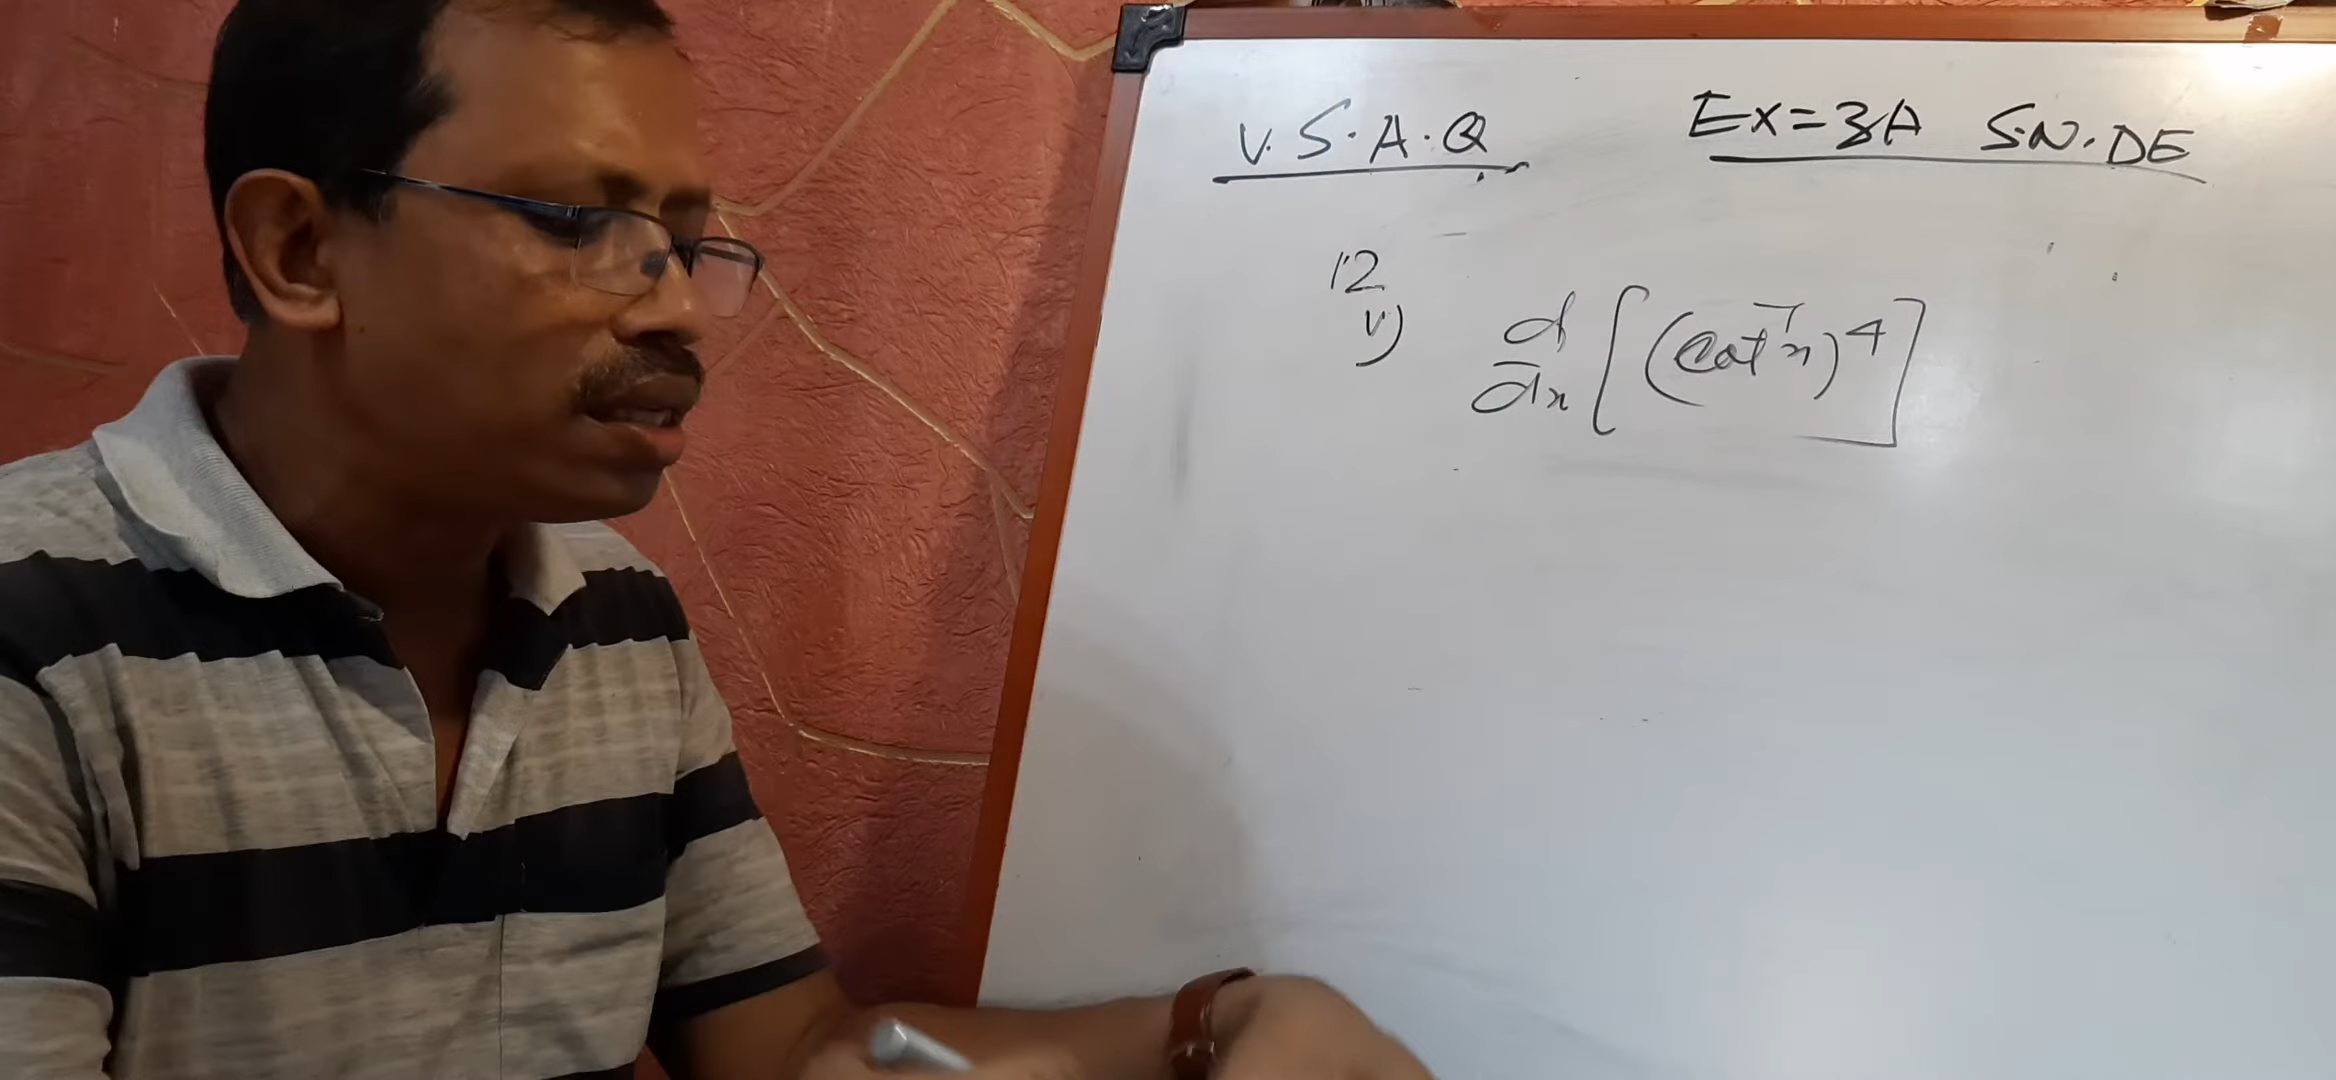 V.S.A.Q Ex=3A S.N.DE
12
v) d/dx [(cot⁻¹x)⁴]